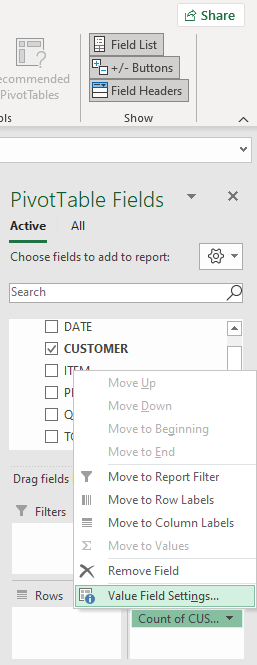 Share
ecommended
PivotTables
ols
Field List
+/- Buttons
Field Headers
Show
PivotTable Fields
Active
All
Choose fields to add to report:
Search
DATE
CUSTOMER
ITEM
Move Up
Move Down
Move to Beginning
Move to End
Move to Report Filter
Move to Row Labels
Move to Column Labels
Move to Values
Remove Field
Value Field Settings...
Drag fields
Filters
Rows
Count of CUS...